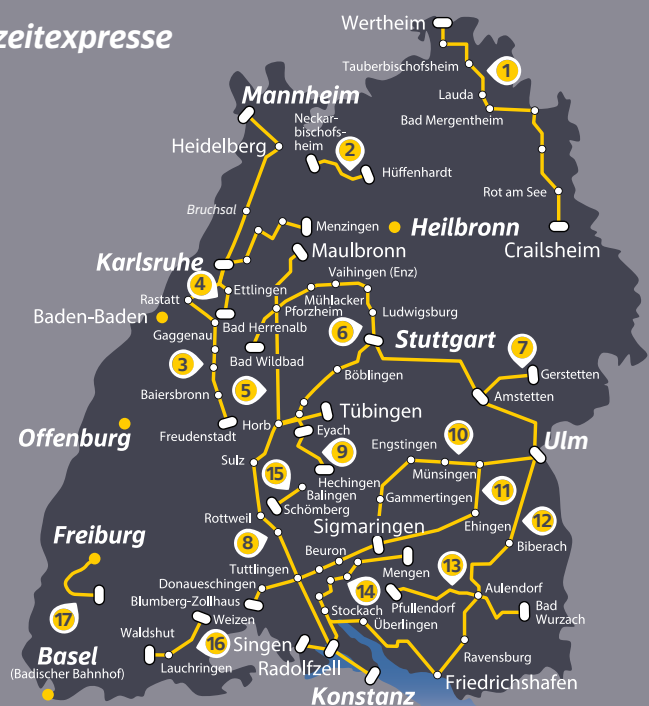 zeitexpresse
Wertheim
Tauberbischofsheim
1
Lauda
Bad Mergentheim
Mannheim
Neckar-
bischofs-
heim
2
Heidelberg
Hüffenhardt
Rot am See
Bruchsal
Menzingen
Heilbronn
Crailsheim
Maulbronn
Karlsruhe
Vaihingen (Enz)
4
Ettlingen
Mühlacker
Rastatt
Pforzheim
Ludwigsburg
Baden-Baden
Bad Herrenalb
6
Stuttgart
7
Gaggenau
Bad Wildbad
Gerstetten
3
5
Böblingen
Amstetten
Baiersbronn
Tübingen
Freudenstadt
Horb
Eyach
Offenburg
10
Ulm
Engstingen
9
Sulz
15
Münsingen
Hechingen
Balingen
11
Schömberg
Gammertingen
Rottweil
Sigmaringen
Ehingen
12
8
Freiburg
Beuron
Biberach
Tuttlingen
13
Mengen
Donaueschingen
14
Aulendorf
Blumberg-Zollhaus
Pfullendorf
17
Weizen
Stockach
Bad
Wurzach
Überlingen
Waldshut
16
Singen
Basel
Lauchringen
Radolfzell
Ravensburg
(Badischer Bahnhof)
Friedrichshafen
Konstanz